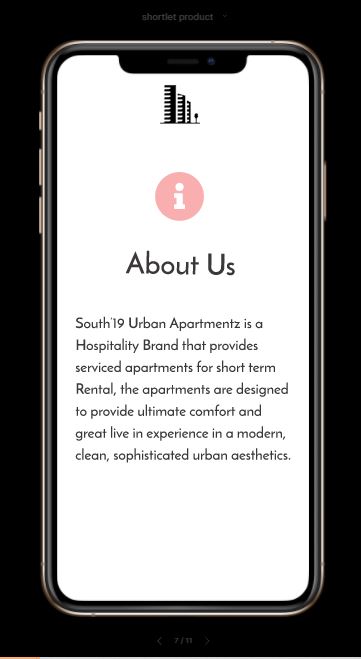 shortlet product
About Us
South'19 Urban Apartmentz is a
Hospitality Brand that provides
serviced apartments for short term
Rental, the apartments are designed
to provide ultimate comfort and
great live in experience in a modern,
clean, sophisticated urban aesthetics.
7 / 11